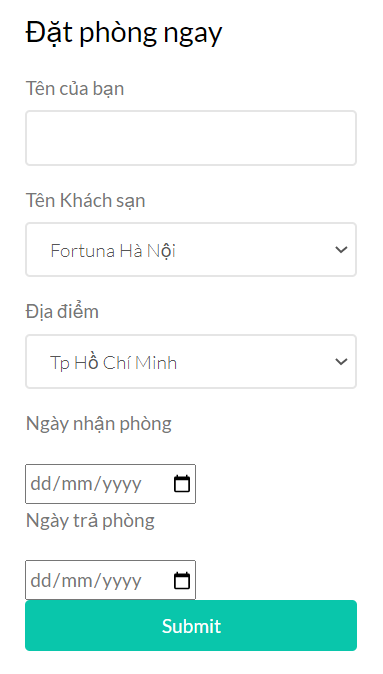 Đặt phòng ngay
Tên của bạn
Tên Khách sạn
Fortuna Hà Nội
Địa điểm
Tp Hồ Chí Minh
Ngày nhận phòng
dd/mm/yyyy
Ngày trả phòng
dd/mm/yyyy
Submit